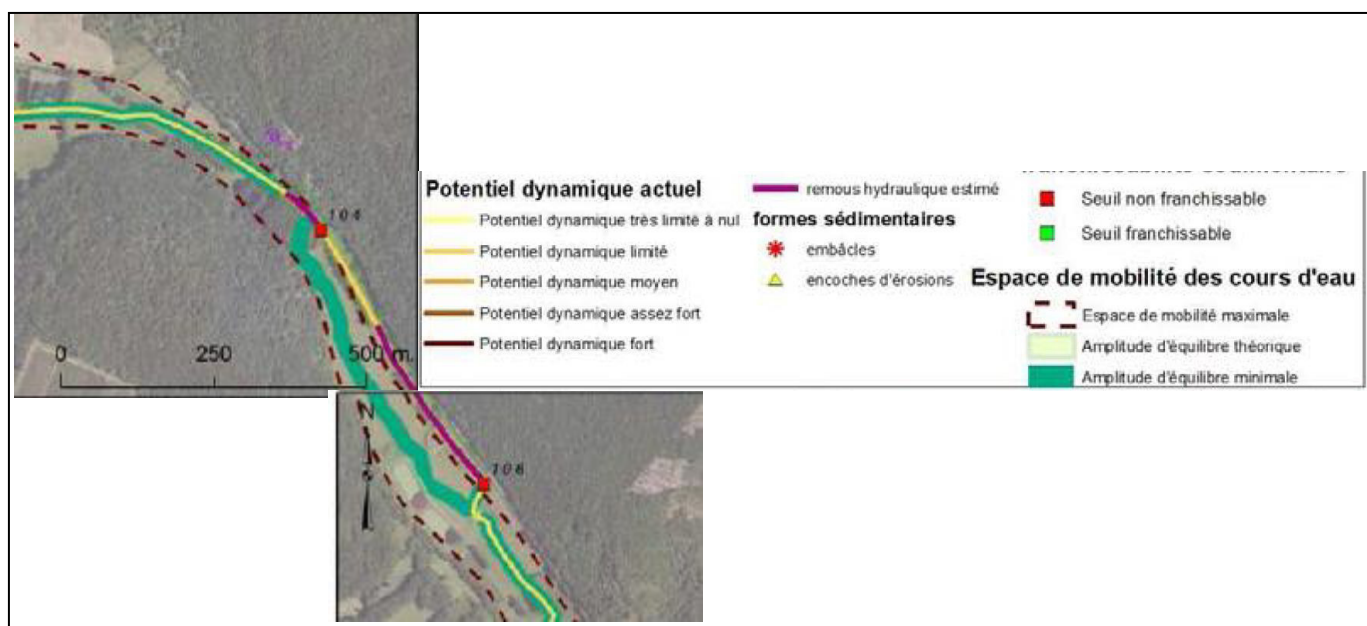 104
0 250 500 m.
N
106
Potentiel dynamique actuel
Potentiel dynamique très limité à nul
Potentiel dynamique limité
Potentiel dynamique moyen
Potentiel dynamique assez fort
Potentiel dynamique fort
remous hydraulique estimé
formes sédimentaires
embâcles
encoches d'érosions
Seuil non franchissable
Seuil franchissable
Espace de mobilité des cours d'eau
Espace de mobilité maximale
Amplitude d'équilibre théorique
Amplitude d'équilibre minimale